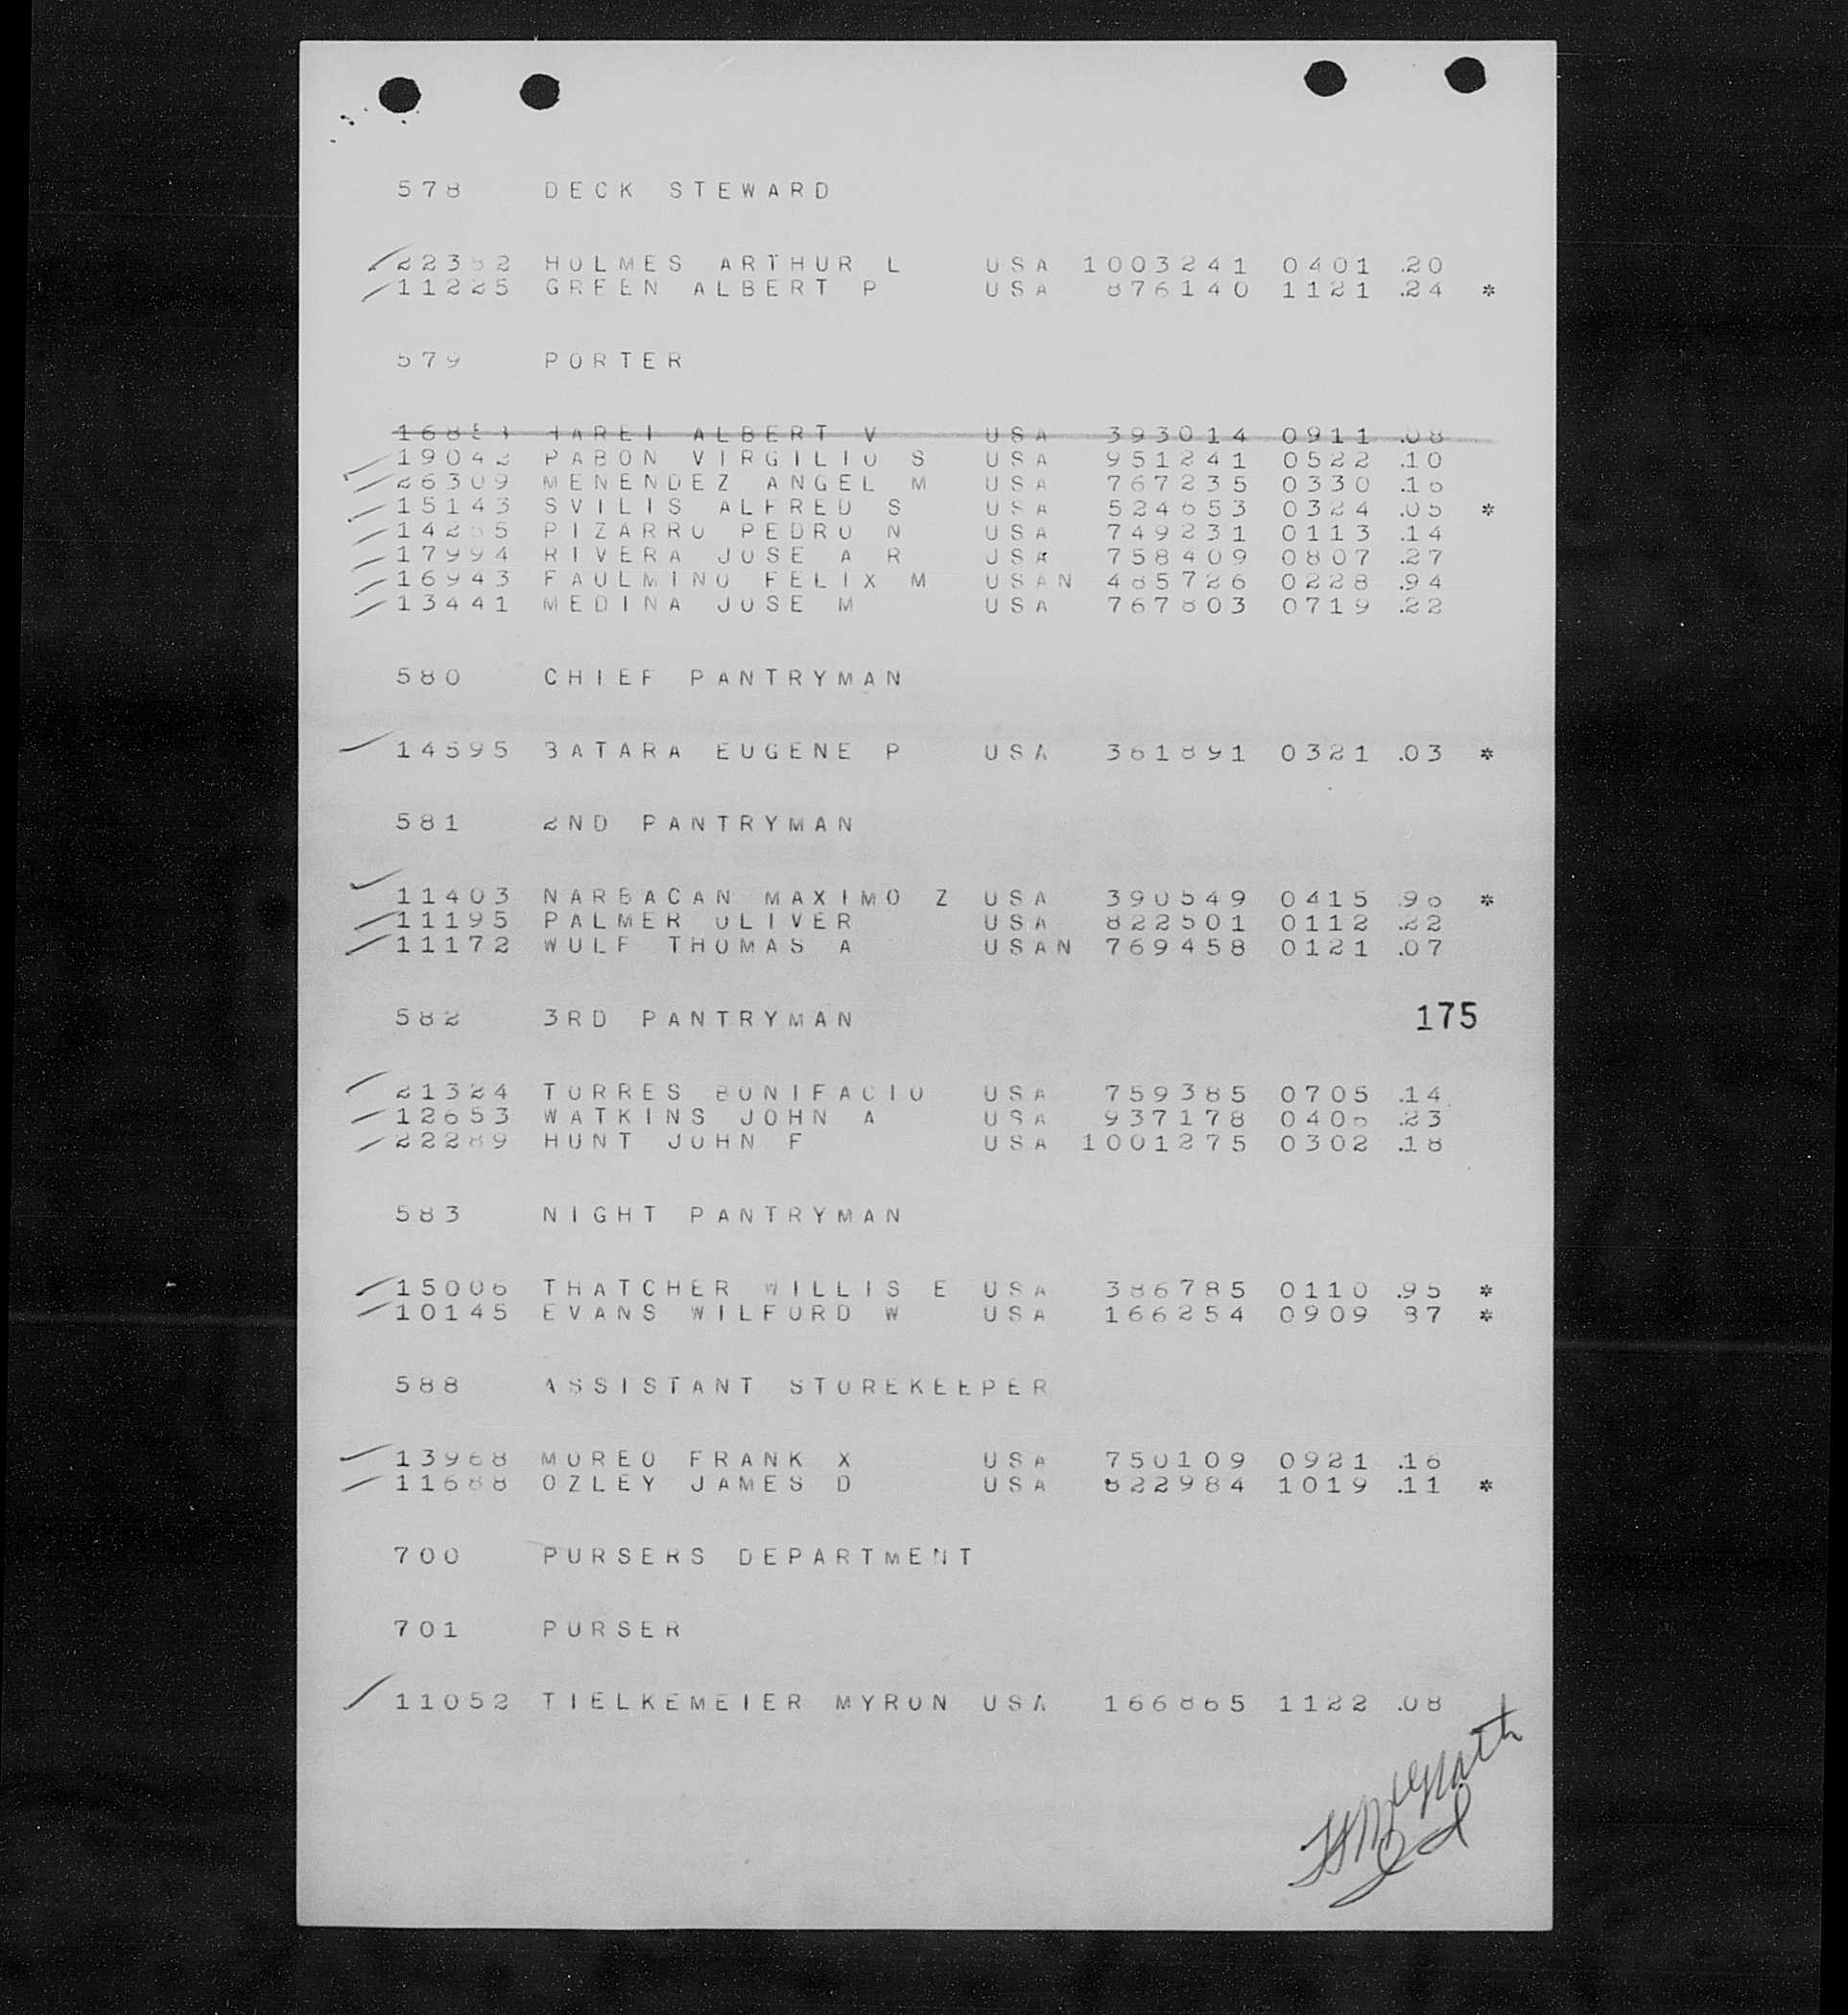 578 DECK STEWARD
22382 HOLMES ARTHUR L USA 1003241 0401 .20
11225 GREEN ALBERT P USA 876140 1121 .24 *
579 PORTER
ALBERT V USA 393014 0911 .08
19042 PABON VIRGILIO S USA 951241 0522 .10
26309 MENENDEZ ANGEL M USA 767235 0330 .16
15143 SVILIS ALFRED S USA 524653 0324 .05 *
PIZARRO PEDRO N USA 749231 0113 .14
17994 RIVERA JOSE A R USA 758409 0807 .27
16943 FAULMINO FELIX M USAN 485726 0228 .94
13441 MEDINA JOSE M USA 767803 0719 .22
580 CHIEF PANTRYMAN
14595 BATARA EUGENE P USA 361891 0321 .03 *
581 2ND PANTRYMAN
11403 NARBACAN MAXIMO Z USA 390549 0415 .96 *
11195 PALMER OLIVER USA 822501 0112 .22
11172 WULF THOMAS A USAN 769458 0121 .07
582 3RD PANTRYMAN 175
21324 TORRES BONIFACIO USA 759385 0705 .14
12653 WATKINS JOHN A USA 937178 0406 .23
22289 HUNT JOHN F USA 1001275 0302 .18
583 NIGHT PANTRYMAN
15006 THATCHER WILLIS E USA 386785 0110 .95 *
10145 EVANS WILFORD W USA 166254 0909 97 *
588 ASSISTANT STOREKEEPER
13968 MOREO FRANK X USA 750109 0921 .16
11688 OZLEY JAMES D USA 822984 1019 .11 *
700 PURSERS DEPARTMENT
701 PURSER
11052 TIELKEMEIER MYRON USA 166865 1122 .08